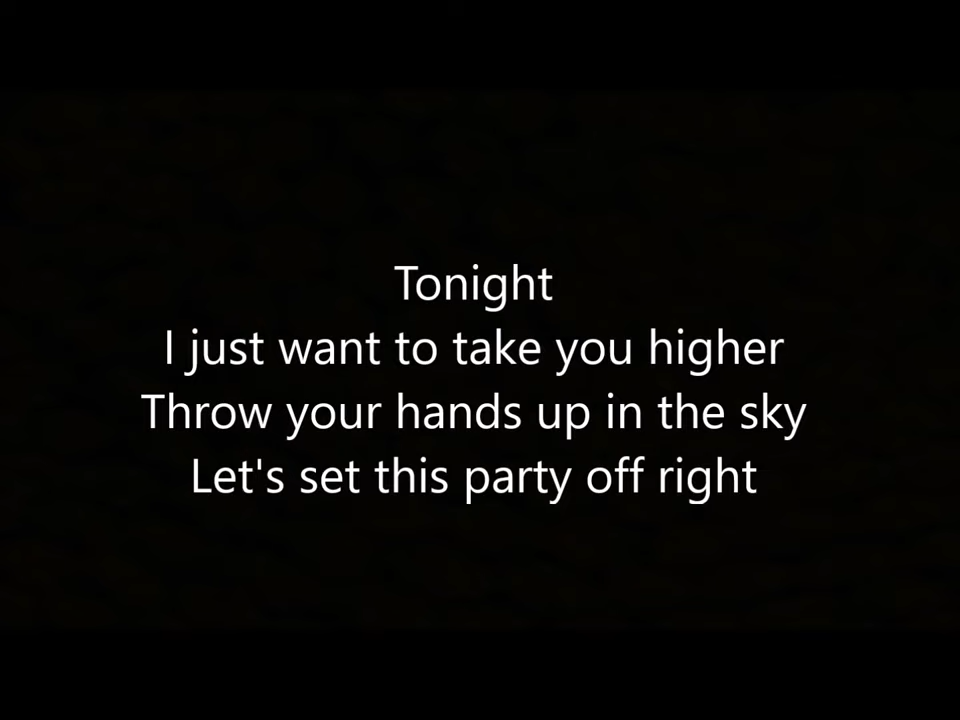 Tonight
I just want to take you higher
Throw your hands up in the sky
Let's set this party off right